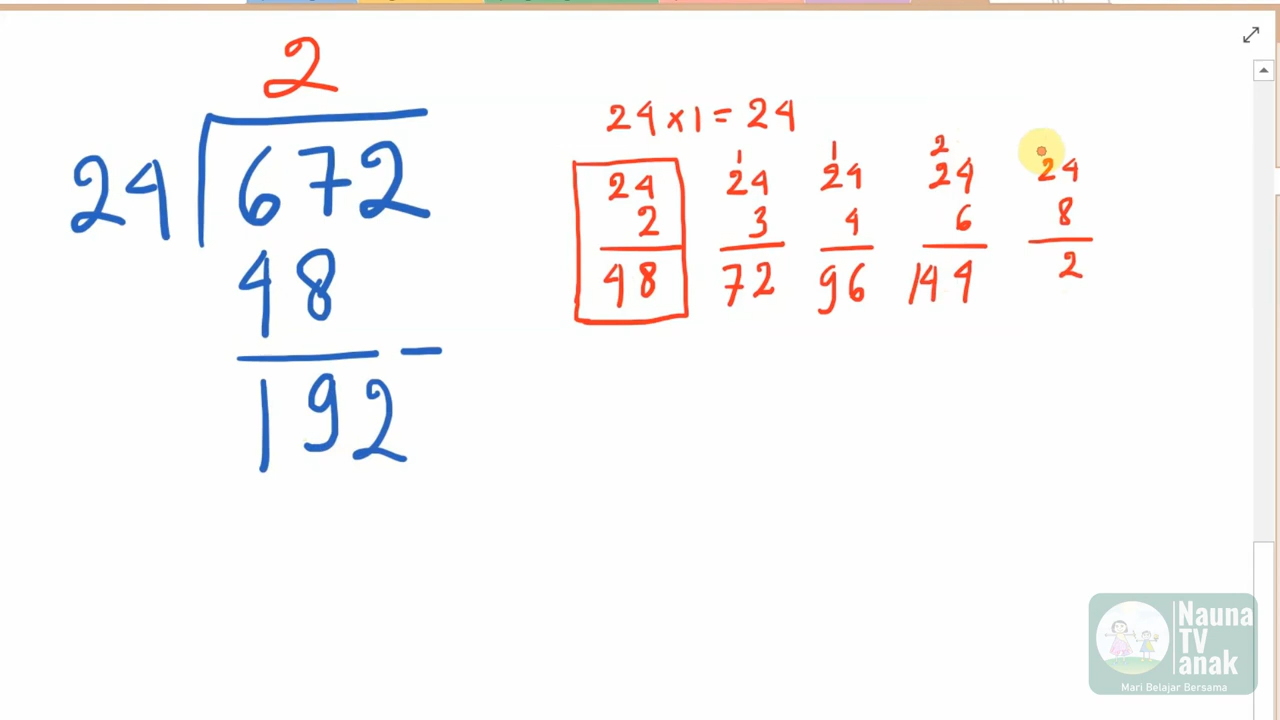 2
24 672
48
192
24 x 1 = 24
24 2 48
1 24 3 72
1 24 4 96
2 24 6 144
24 8 2
Nauna
TV
anak
Mari Belajar Bersama